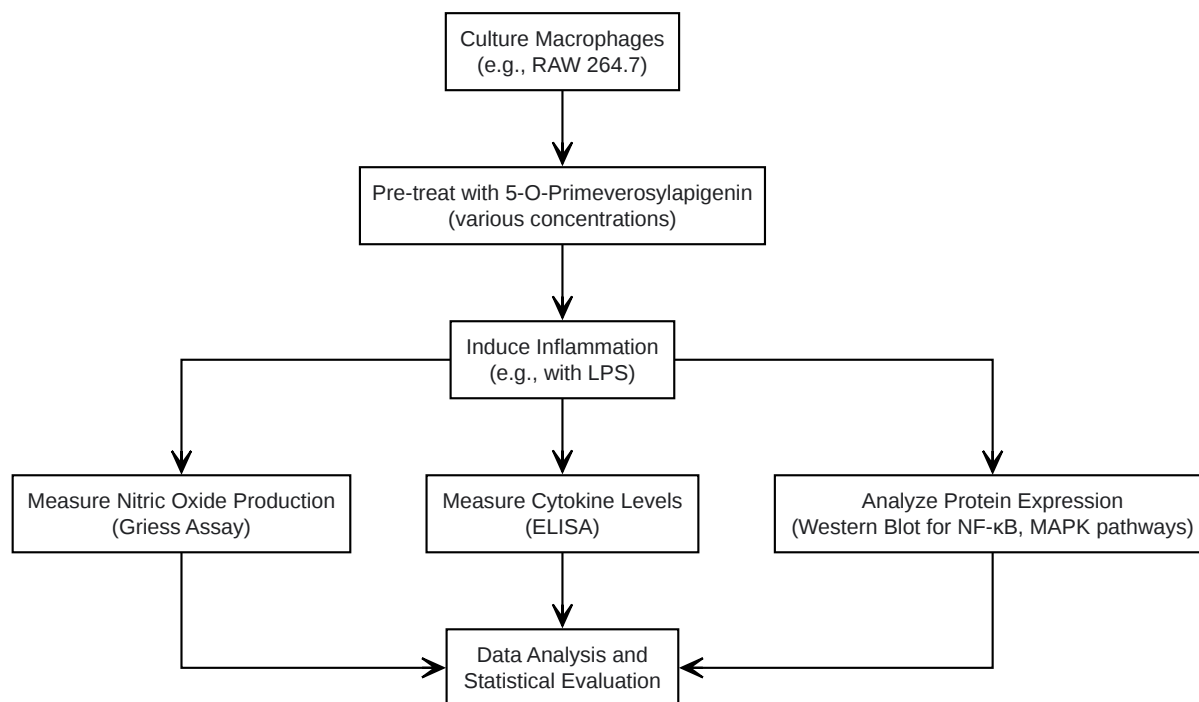 Culture Macrophages
(e.g., RAW 264.7)
Pre-treat with 5-O-Primeverosylapigenin
(various concentrations)
Induce Inflammation
(e.g., with LPS)
Measure Nitric Oxide Production
(Griess Assay)
Measure Cytokine Levels
(ELISA)
Analyze Protein Expression
(Western Blot for NF-κB, MAPK pathways)
Data Analysis and
Statistical Evaluation